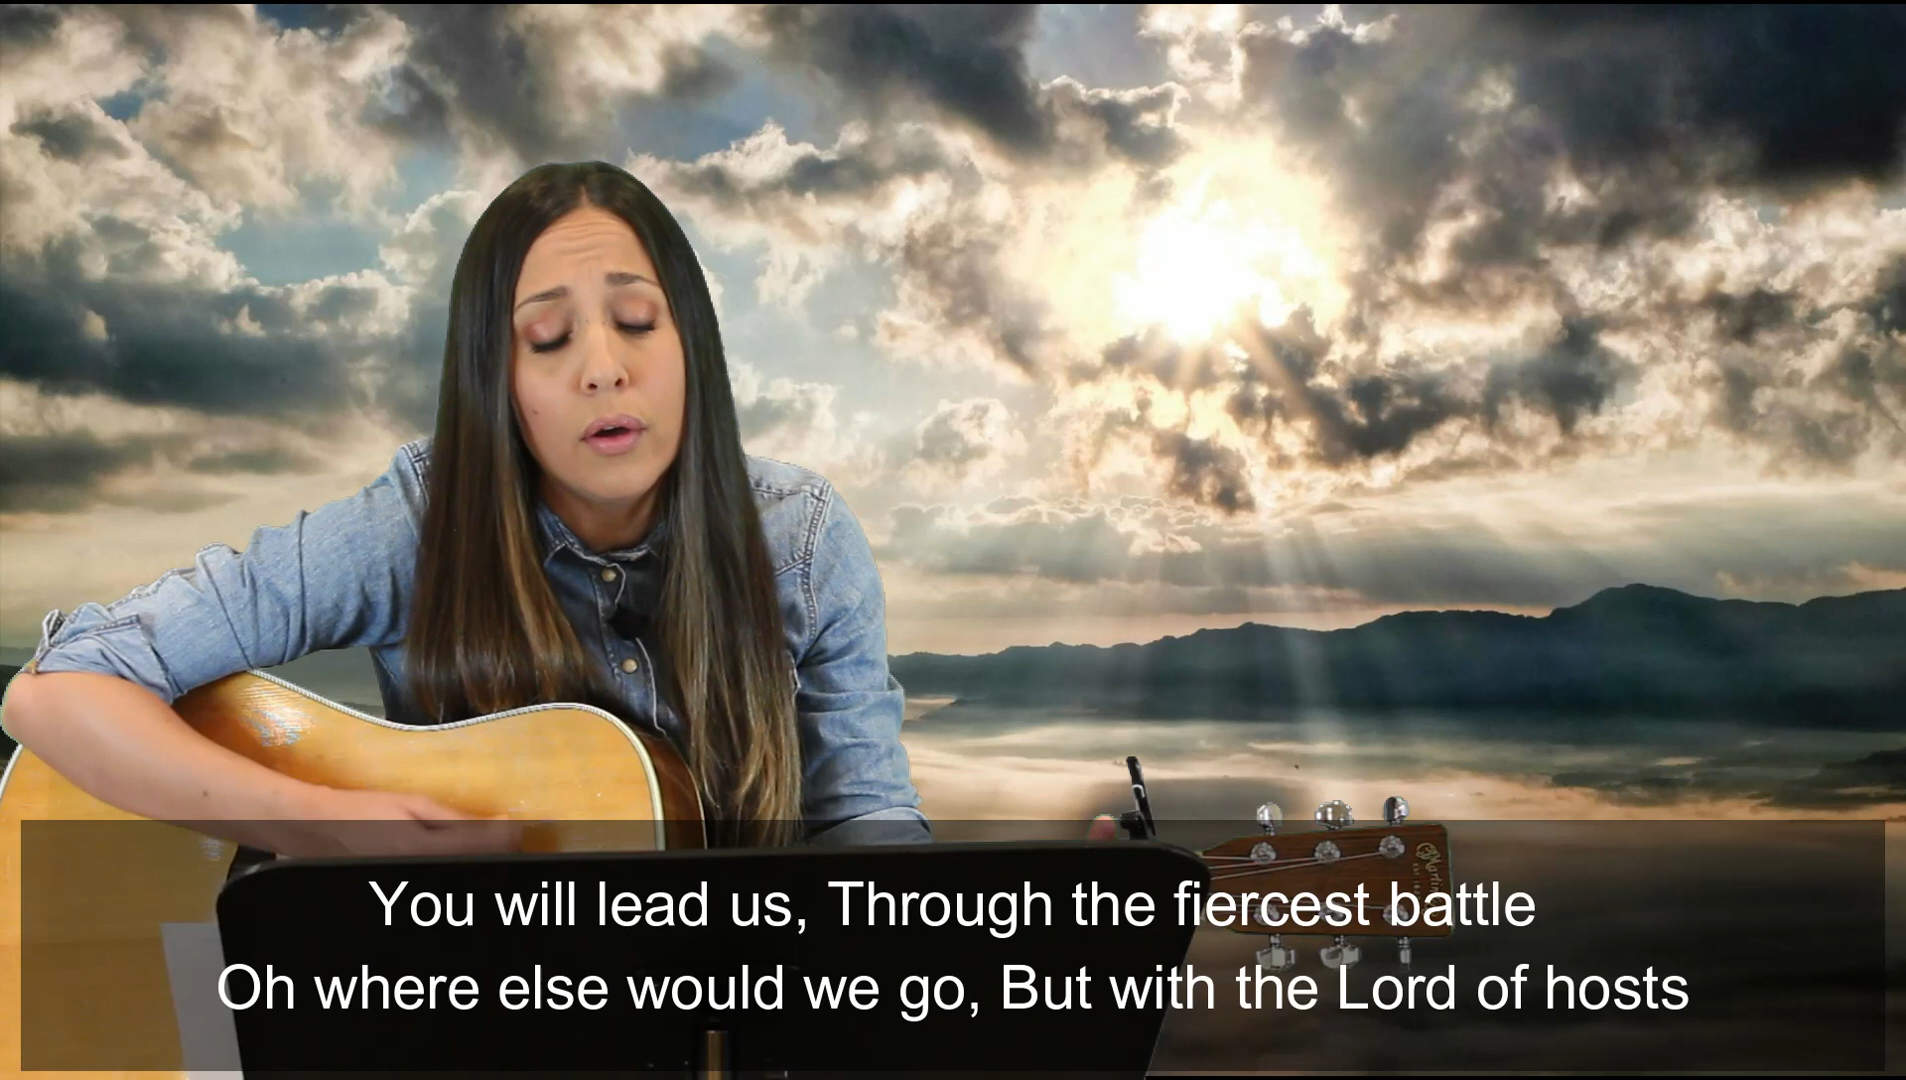 You will lead us, Through the fiercest battle
Oh where else would we go, But with the Lord of hosts
Martin